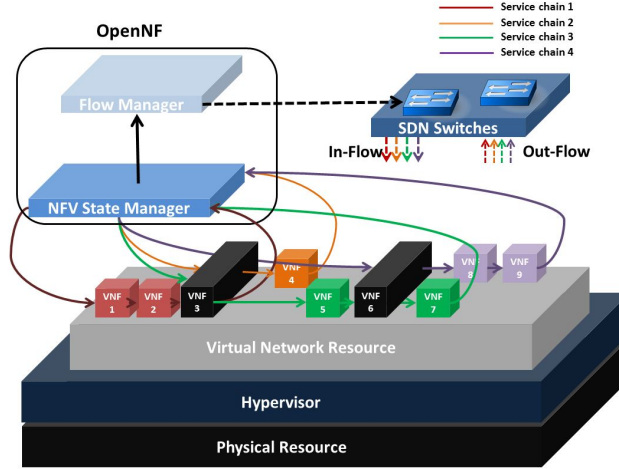 Service chain 1
OpenNF
Service chain 2
Service chain 3
Service chain 4
Flow Manager
SDN Switches
In-Flow
Out-Flow
NFV State Manager
VNF
4
VNF
8
VNF
9
VNF
1
VNF
2
VNF
3
VNF
5
VNF
6
VNF
7
Virtual Network Resource
Hypervisor
Physical Resource